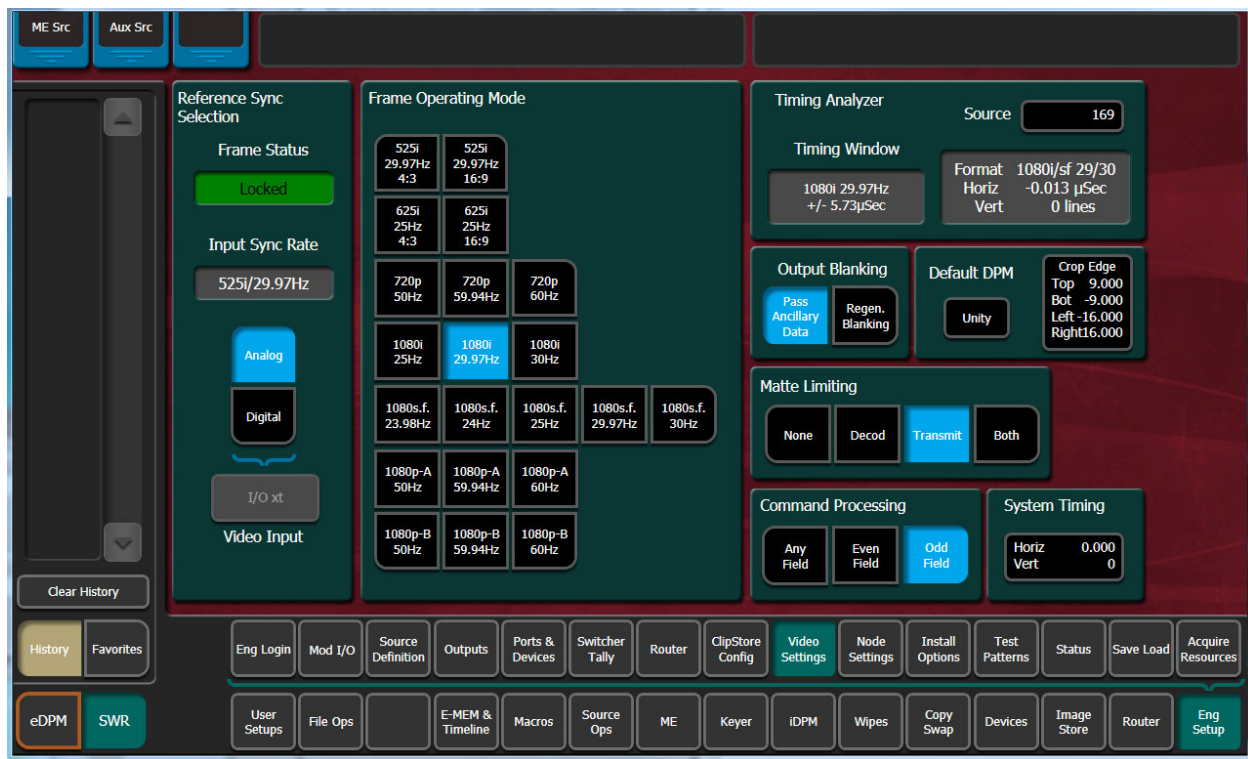 ME Src
Aux Src
Reference Sync
Selection
Frame Status
Locked
Input Sync Rate
525i/29.97Hz
Analog
Digital
I/O xt
Video Input
Frame Operating Mode
525i
29.97Hz
4:3
525i
29.97Hz
16:9
625i
25Hz
4:3
625i
25Hz
16:9
720p
50Hz
720p
59.94Hz
720p
60Hz
1080i
25Hz
1080i
29.97Hz
1080i
30Hz
1080s.f.
23.98Hz
1080s.f.
24Hz
1080s.f.
25Hz
1080s.f.
29.97Hz
1080s.f.
30Hz
1080p-A
50Hz
1080p-A
59.94Hz
1080p-A
60Hz
1080p-B
50Hz
1080p-B
59.94Hz
1080p-B
60Hz
Timing Analyzer
Source 169
Timing Window
1080i 29.97Hz
+/- 5.73µSec
Format 1080i/sf 29/30
Horiz -0.013 µSec
Vert 0 lines
Output Blanking
Pass
Ancillary
Data
Regen.
Blanking
Default DPM
Unity
Crop Edge
Top 9.000
Bot -9.000
Left -16.000
Right16.000
Matte Limiting
None
Decod
Transmit
Both
Command Processing
Any
Field
Even
Field
Odd
Field
System Timing
Horiz 0.000
Vert 0
Clear History
History
Favorites
Eng Login
Mod I/O
Source
Definition
Outputs
Ports &
Devices
Switcher
Tally
Router
ClipStore
Config
Video
Settings
Node
Settings
Install
Options
Test
Patterns
Status
Save Load
Acquire
Resources
eDPM
SWR
User
Setups
File Ops
E-MEM &
Timeline
Macros
Source
Ops
ME
Keyer
iDPM
Wipes
Copy
Swap
Devices
Image
Store
Router
Eng
Setup